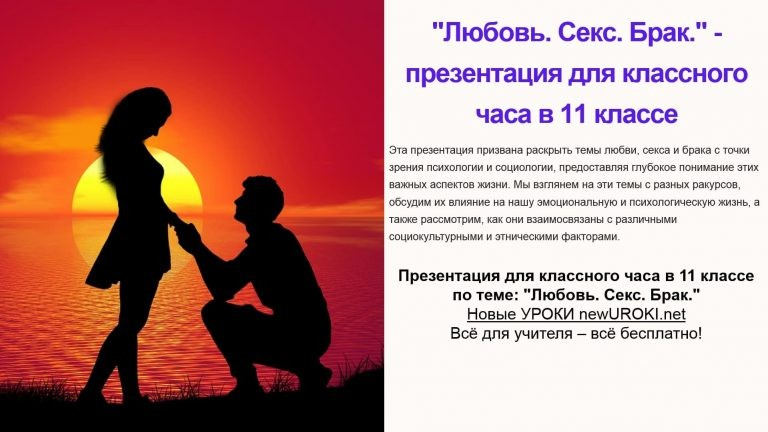 "Любовь. Секс. Брак." -
презентация для классного
часа в 11 классе
Эта презентация призвана раскрыть темы любви, секса и брака с точки
зрения психологии и социологии, предоставляя глубокое понимание этих
важных аспектов жизни. Мы взглянем на эти темы с разных ракурсов,
обсудим их влияние на нашу эмоциональную и психологическую жизнь, а
также рассмотрим, как они взаимосвязаны с различными
социокультурными и этническими факторами.
Презентация для классного часа в 11 классе
по теме: "Любовь. Секс. Брак."
Новые УРОКИ newUROKI.net
Всё для учителя – всё бесплатно!